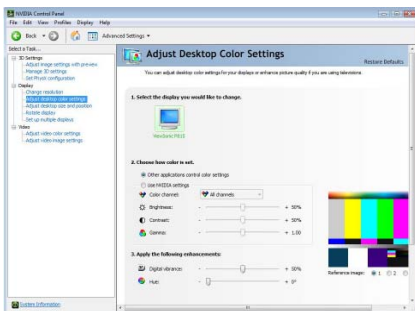 NVIDIA Control Panel
File Edit View Profiles Display Help
Back
Advanced Settings
Select a Task...
3D Settings
Adjust image settings with preview
Manage 3D settings
Set PhysX configuration
Display
Change resolution
Adjust desktop color settings
Adjust desktop size and position
Rotate display
Set up multiple displays
Video
Adjust video color settings
Adjust video image settings
System Information
Adjust Desktop Color Settings
Restore Defaults
You can adjust desktop color settings for your displays or enhance picture quality if you are using televisions
1. Select the display you would like to change.
2. Choose how color is set.
Other applications control color settings
Use NVIDIA settings
Color channel: All channels
Brightness: - + 50%
Contrast: - + 50%
Gamma: - + 1.00
3. Apply the following enhancements:
Digital vibrance: - + 50%
Hue: - + 0°
Reference image: 1 2